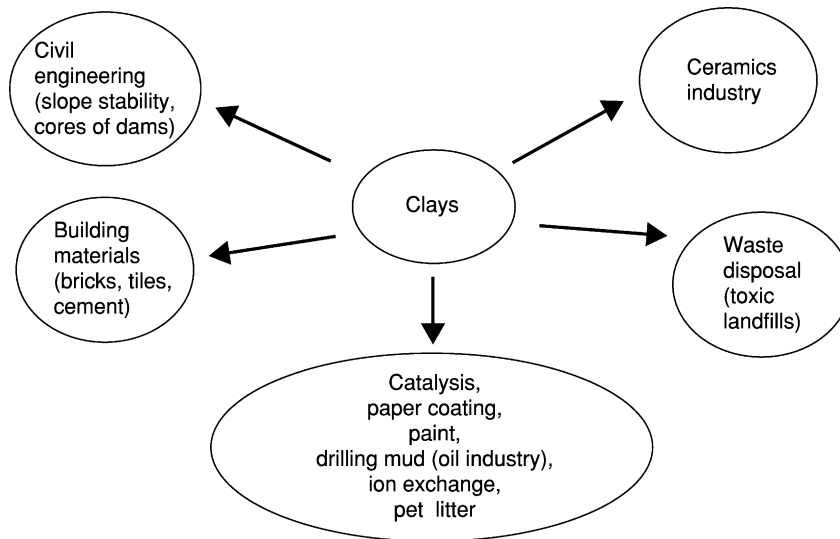 Civil
engineering
(slope stability,
cores of dams)
Ceramics
industry
Clays
Building
materials
(bricks, tiles,
cement)
Waste
disposal
(toxic
landfills)
Catalysis,
paper coating,
paint,
drilling mud (oil industry),
ion exchange,
pet litter